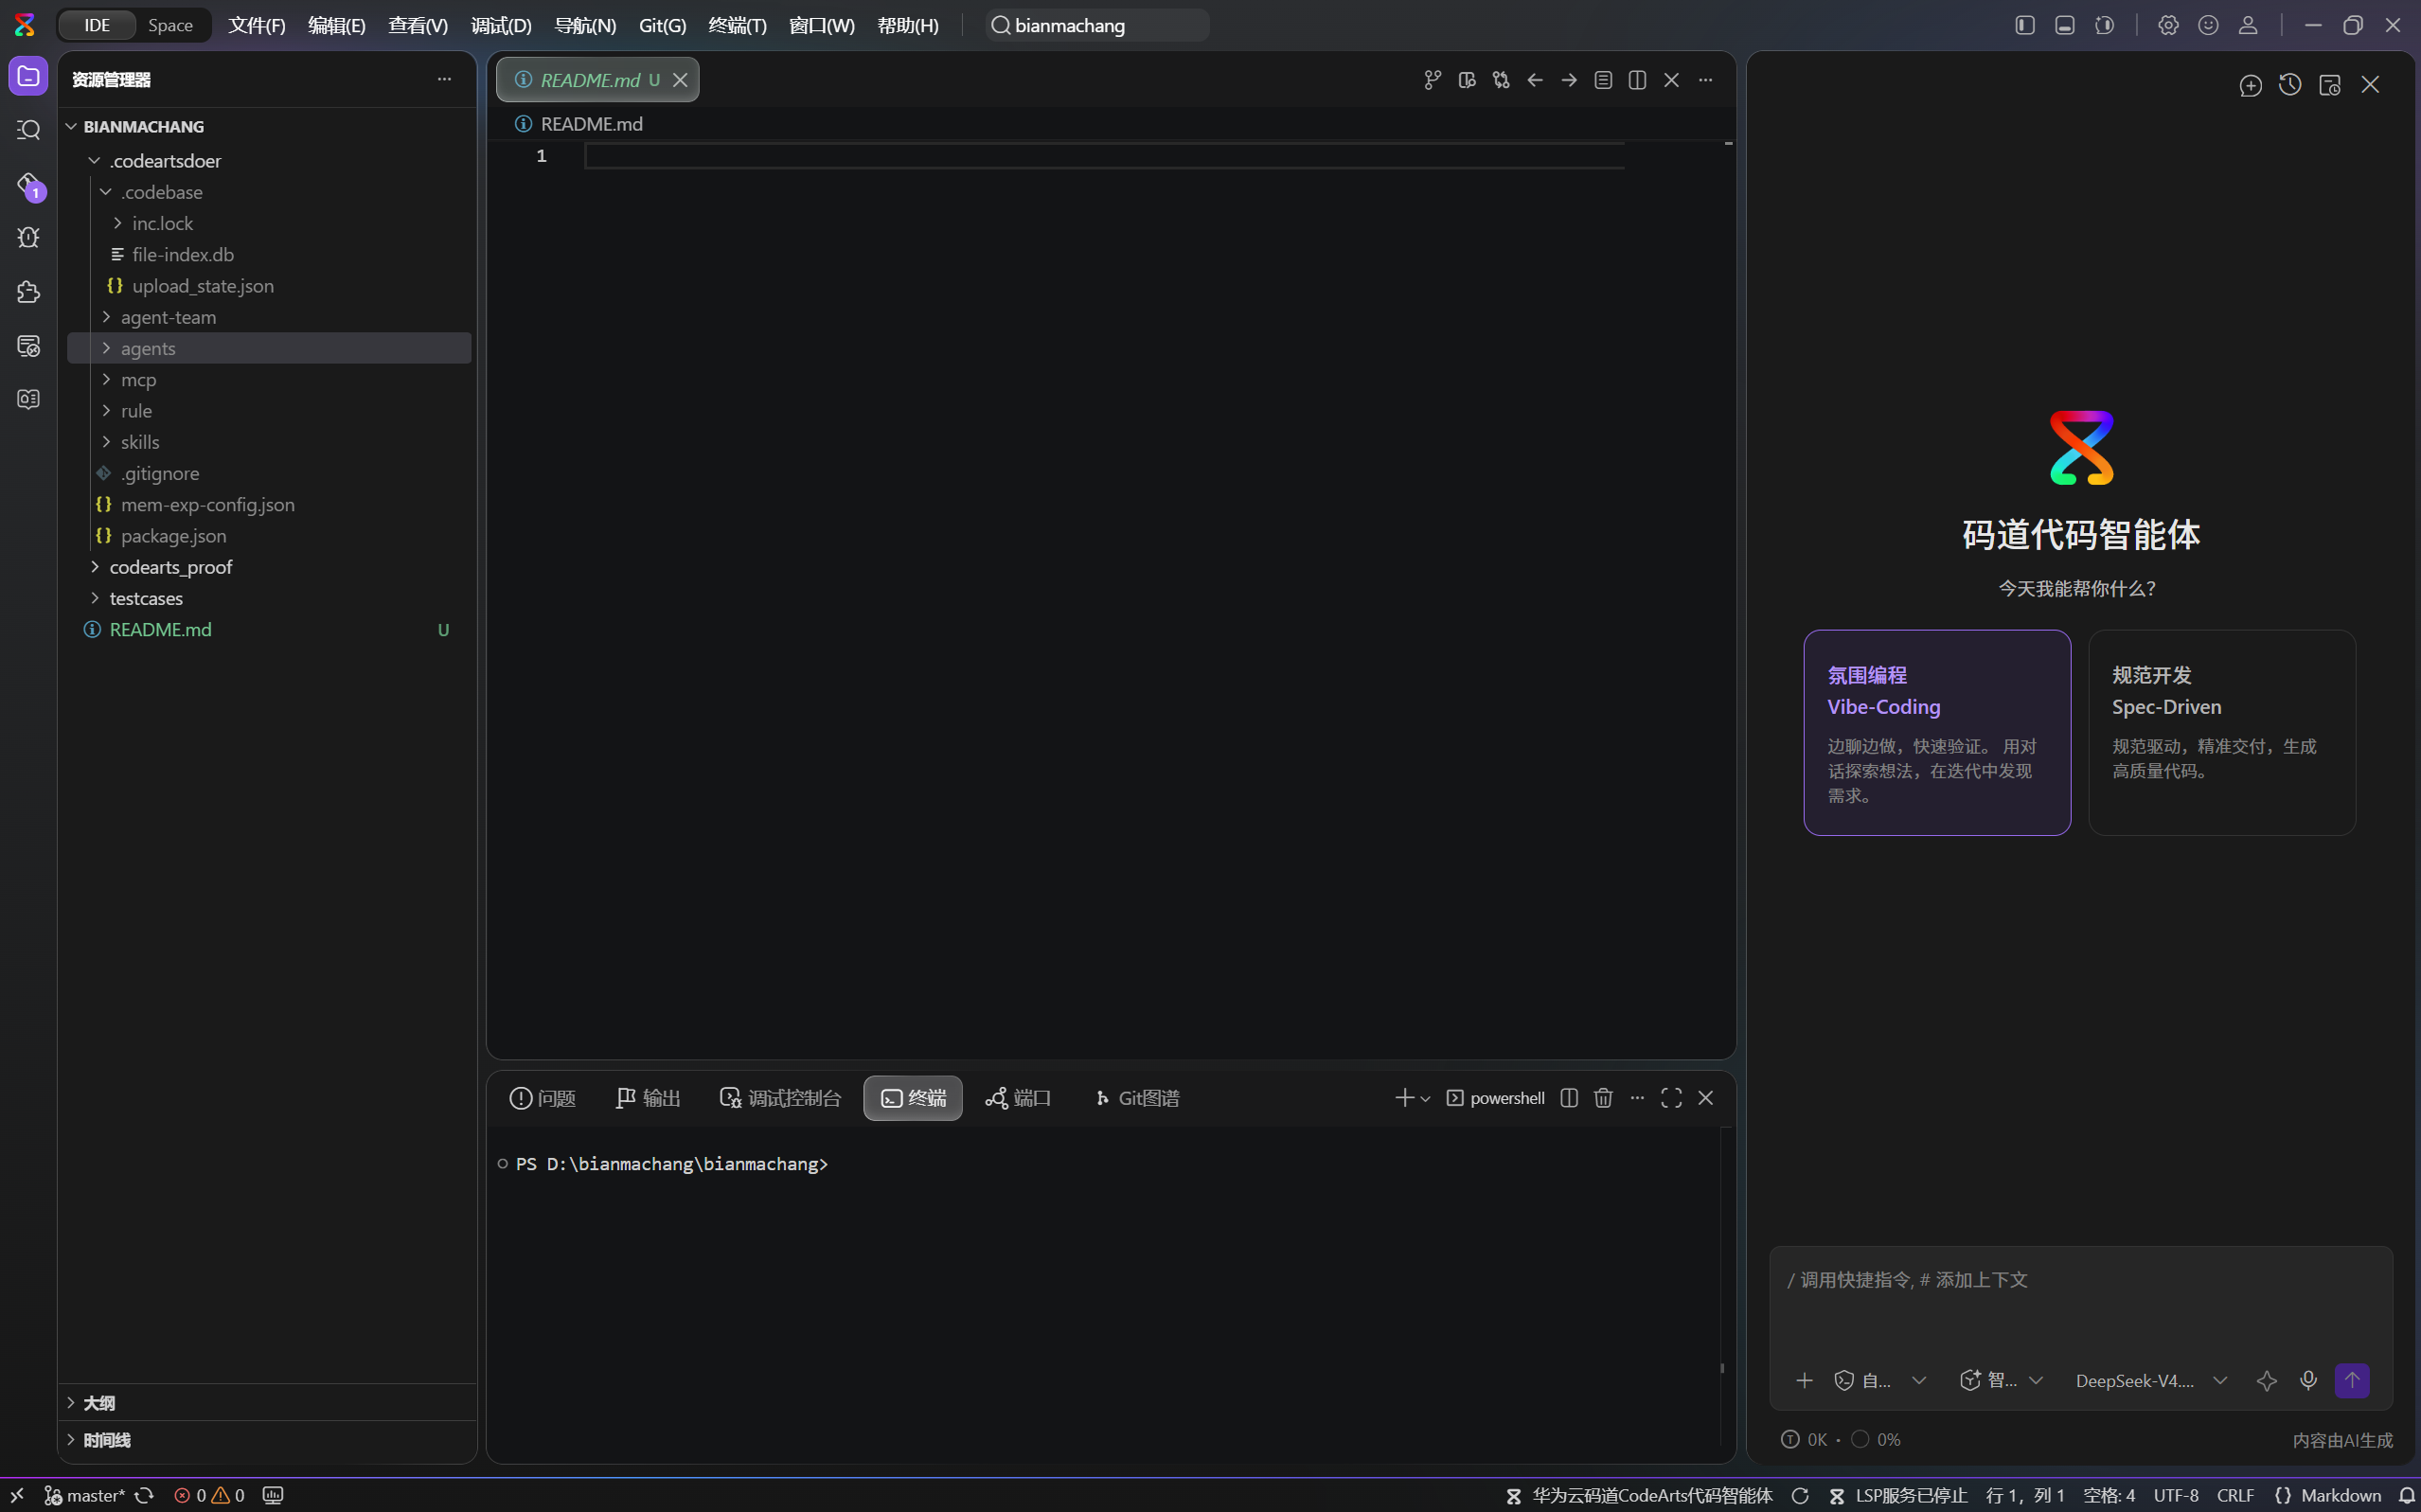 IDE Space 文件(F) 编辑(E) 查看(V) 调试(D) 导航(N) Git(G) 终端(T) 窗口(W) 帮助(H) bianmachang
资源管理器
BIANMACHANG
.codeartsdoer
.codebase
inc.lock
file-index.db
upload_state.json
agent-team
agents
mcp
rule
skills
.gitignore
mem-exp-config.json
package.json
codearts_proof
testcases
README.md U
大纲
时间线
1
README.md U
README.md
1
问题 输出 调试控制台 终端 端口 Git图谱 powershell
PS D:\bianmachang\bianmachang>
码道代码智能体
今天我能帮你什么?
氛围编程
Vibe-Coding
边聊边做，快速验证。 用对
话探索想法，在迭代中发现
需求。
规范开发
Spec-Driven
规范驱动，精准交付，生成
高质量代码。
/ 调用快捷指令, # 添加上下文
自... 智... DeepSeek-V4....
0K · 0%
内容由AI生成
master* 0 0 华为云码道CodeArts代码智能体 LSP服务已停止 行 1，列 1 空格: 4 UTF-8 CRLF {} Markdown